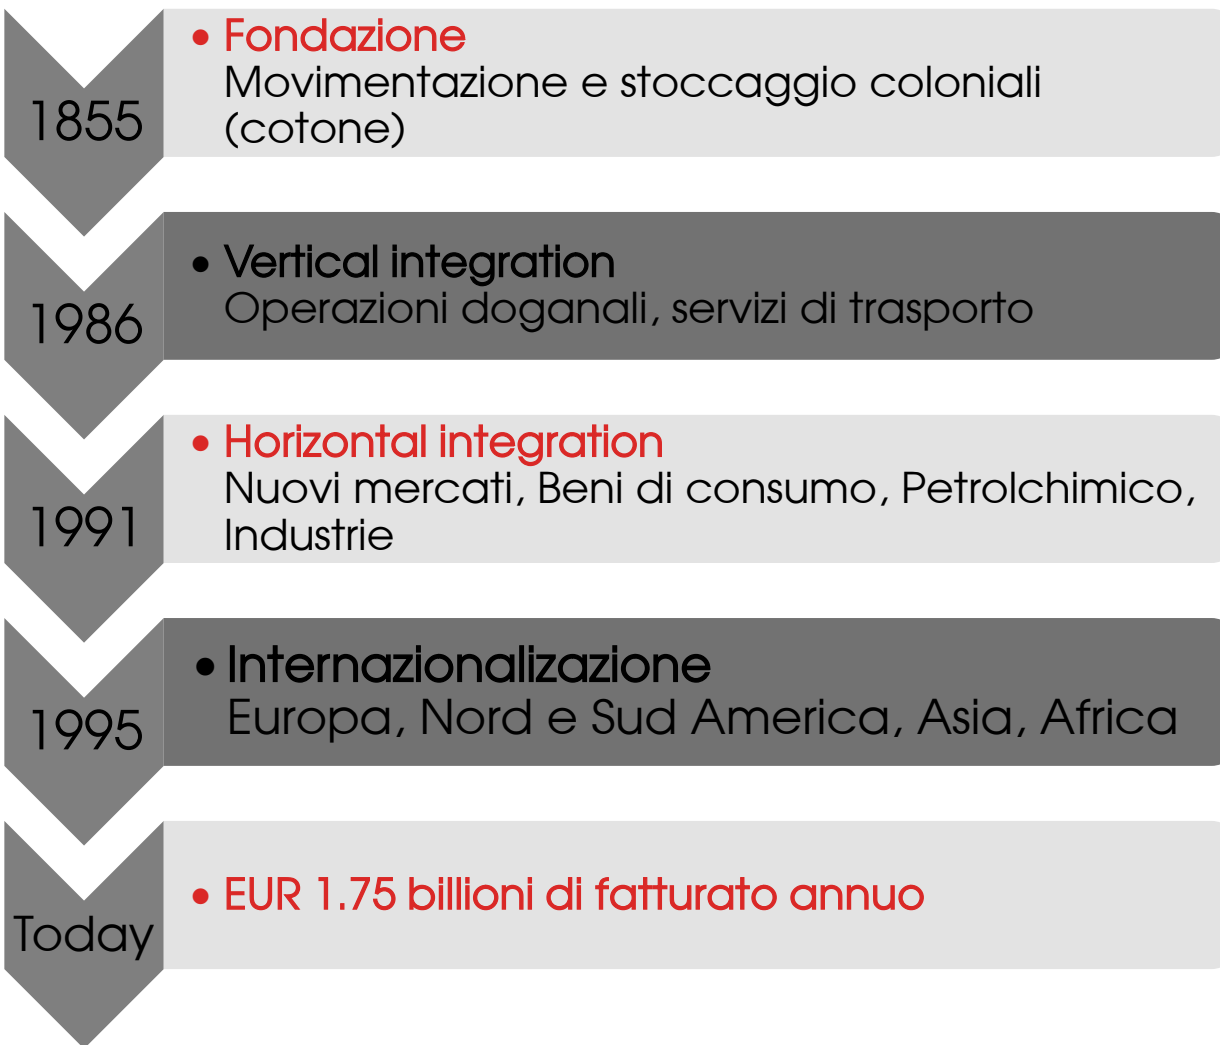 1855
• Fondazione
Movimentazione e stoccaggio coloniali
(cotone)
1986
• Vertical integration
Operazioni doganali, servizi di trasporto
1991
• Horizontal integration
Nuovi mercati, Beni di consumo, Petrolchimico,
Industrie
1995
• Internazionalizazione
Europa, Nord e Sud America, Asia, Africa
Today
• EUR 1.75 billioni di fatturato annuo